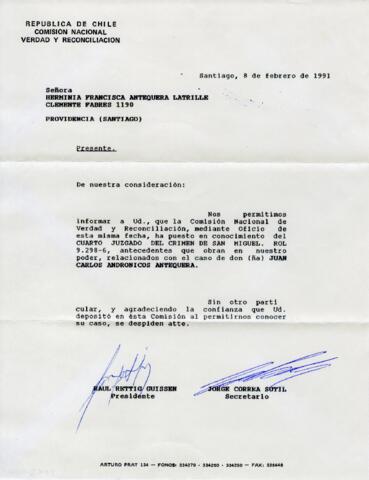 REPUBLICA DE CHILE
COMISION NACIONAL
VERDAD Y RECONCILIACION
Santiago, 8 de febrero de 1991
Señora
HERMINIA FRANCISCA ANTEQUERA LATRILLE
CLEMENTE FABRES 1190
PROVIDENCIA (SANTIAGO)
Presente.
De nuestra consideración:
Nos permitimos
informar a Ud., que la Comisión Nacional de
Verdad y Reconciliación, mediante Oficio de
esta misma fecha, ha puesto en conocimiento del
CUARTO JUZGADO DEL CRIMEN DE SAN MIGUEL. ROL
9.298-6, antecedentes que obran en nuestro
poder, relacionados con el caso de don (ña) JUAN
CARLOS ANDRONICOS ANTEQUERA.
Sin otro parti
cular, y agradeciendo la confianza que Ud.
depositó en ésta Comisión al permitirnos conocer
su caso, se despiden atte.
RAUL RETTIG GUISSEN
Presidente
JORGE CORREA SUTIL
Secretario
ARTURO PRAT 134 — FONOS: 334270 - 334260 - 334250 — FAX: 336648